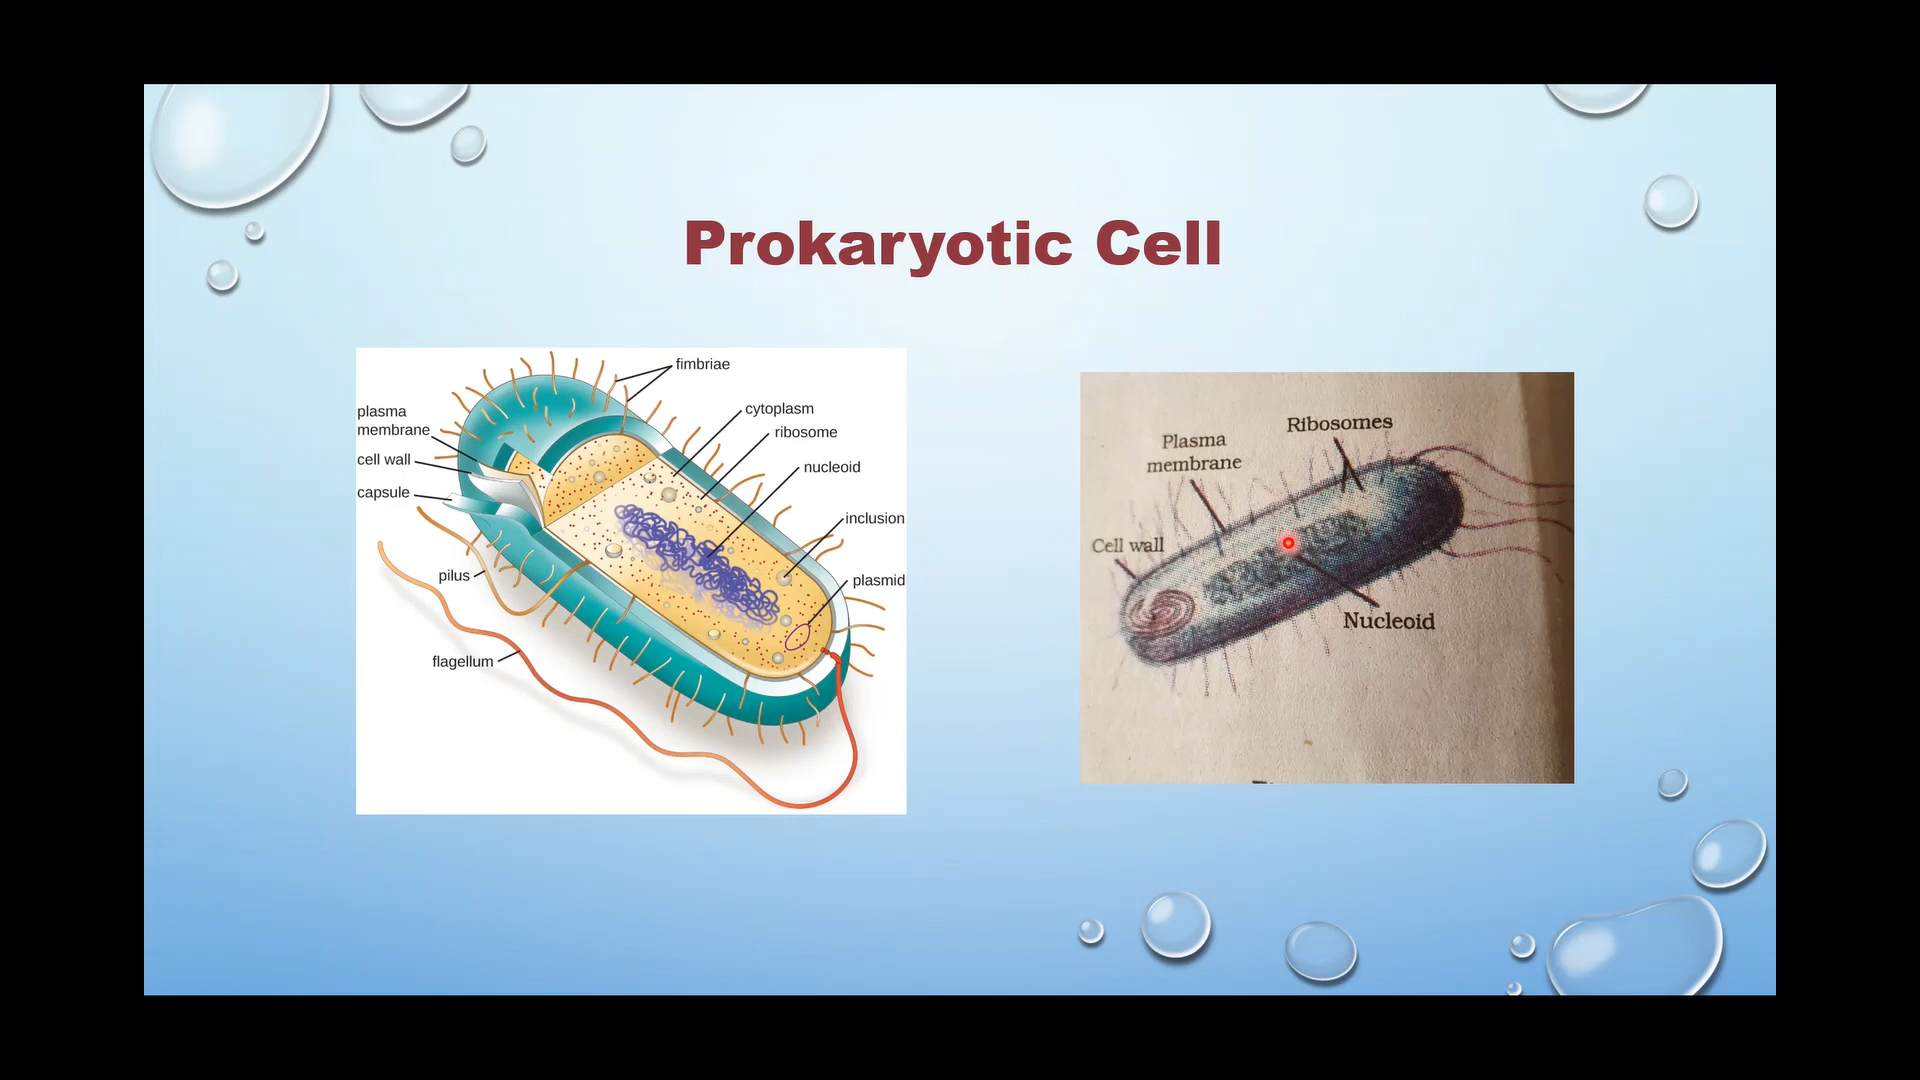 Prokaryotic Cell
fimbriae
cytoplasm
ribosome
nucleoid
inclusion
plasmid
plasma
membrane
cell wall
capsule
pilus
flagellum
Ribosomes
Plasma
membrane
Cell wall
Nucleoid